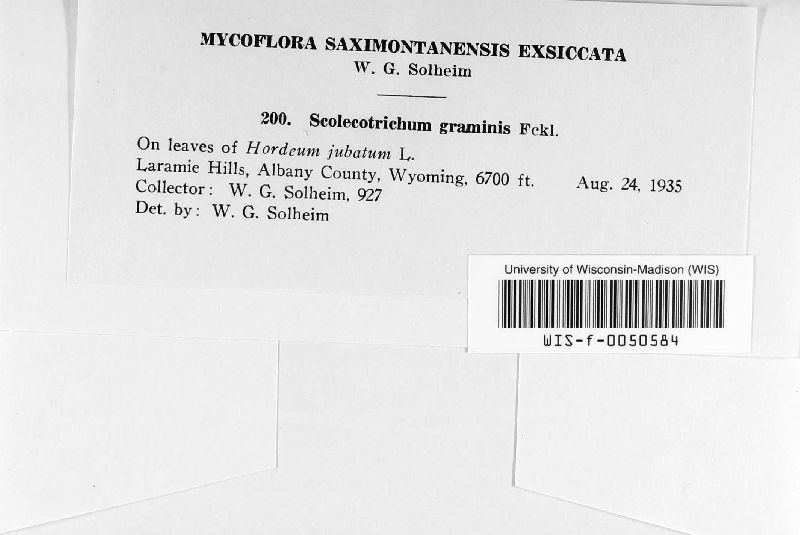 MYCOFLORA SAXIMONTANENSIS EXSICCATA
W. G. Solheim
200. Scolecotrichum graminis Fckl.
On leaves of Hordeum jubatum L.
Laramie Hills, Albany County, Wyoming, 6700 ft. Aug. 24, 1935
Collector: W. G. Solheim, 927
Det. by: W. G. Solheim
University of Wisconsin-Madison (WIS)
WIS-f-0050584